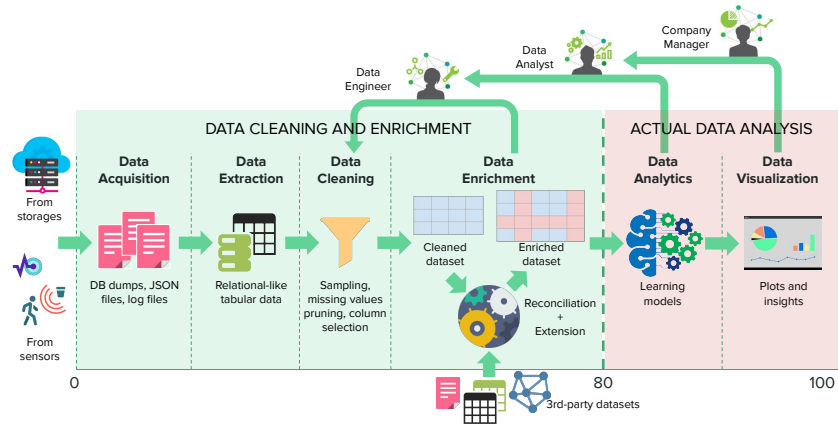 Company
Manager
Data
Analyst
Data
Engineer
DATA CLEANING AND ENRICHMENT
ACTUAL DATA ANALYSIS
Data
Acquisition
Data
Extraction
Data
Cleaning
Data
Enrichment
Data
Analytics
Data
Visualization
From
storages
From
sensors
DB dumps, JSON
files, log files
Relational-like
tabular data
Sampling,
missing values
pruning, column
selection
Cleaned
dataset
Enriched
dataset
Reconciliation
+
Extension
Learning
models
Plots and
insights
0
80
100
3rd-party datasets